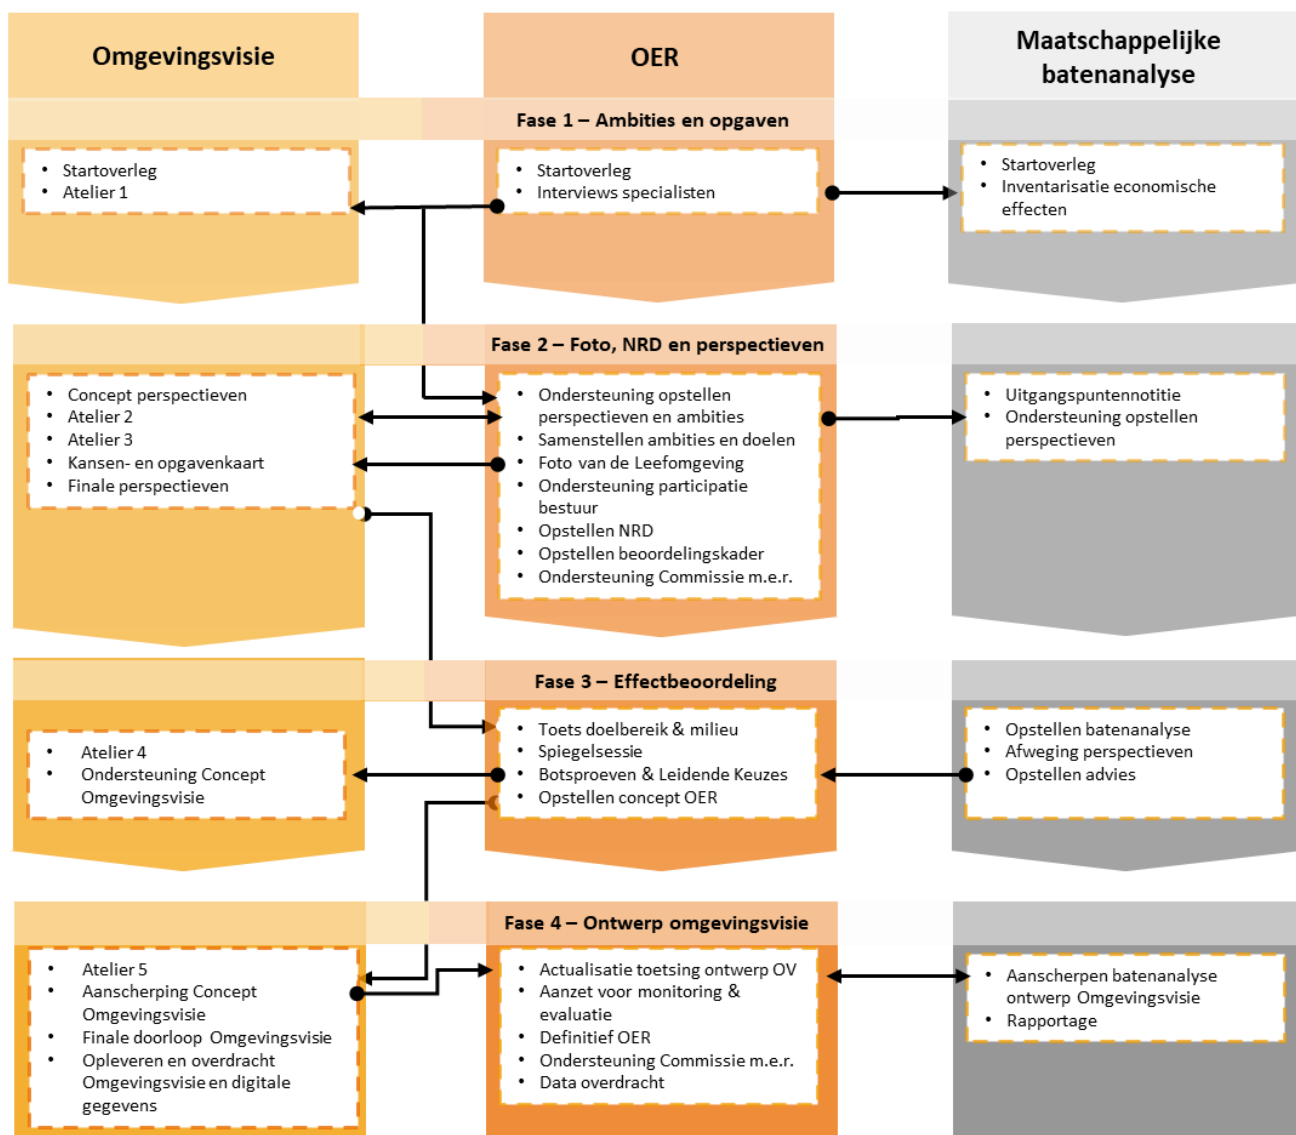 Omgevingsvisie
OER
Maatschappelijke
batenanalyse
Fase 1 – Ambities en opgaven
• Startoverleg
• Atelier 1
• Startoverleg
• Interviews specialisten
• Startoverleg
• Inventarisatie economische
effecten
Fase 2 – Foto, NRD en perspectieven
• Concept perspectieven
• Atelier 2
• Atelier 3
• Kansen- en opgavenkaart
• Finale perspectieven
• Ondersteuning opstellen
perspectieven en ambities
• Samenstellen ambities en doelen
• Foto van de Leefomgeving
• Ondersteuning participatie
bestuur
• Opstellen NRD
• Opstellen beoordelingskader
• Ondersteuning Commissie m.e.r.
• Uitgangspuntennotitie
• Ondersteuning opstellen
perspectieven
Fase 3 – Effectbeoordeling
• Atelier 4
• Ondersteuning Concept
Omgevingsvisie
• Toets doelbereik & milieu
• Spiegelsessie
• Botsproeven & Leidende Keuzes
• Opstellen concept OER
• Opstellen batenanalyse
• Afweging perspectieven
• Opstellen advies
Fase 4 – Ontwerp omgevingsvisie
• Atelier 5
• Aanscherping Concept
Omgevingsvisie
• Finale doorloop Omgevingsvisie
• Opleveren en overdracht
Omgevingsvisie en digitale
gegevens
• Actualisatie toetsing ontwerp OV
• Aanzet voor monitoring &
evaluatie
• Definitief OER
• Ondersteuning Commissie m.e.r.
• Data overdracht
• Aanscherpen batenanalyse
ontwerp Omgevingsvisie
• Rapportage